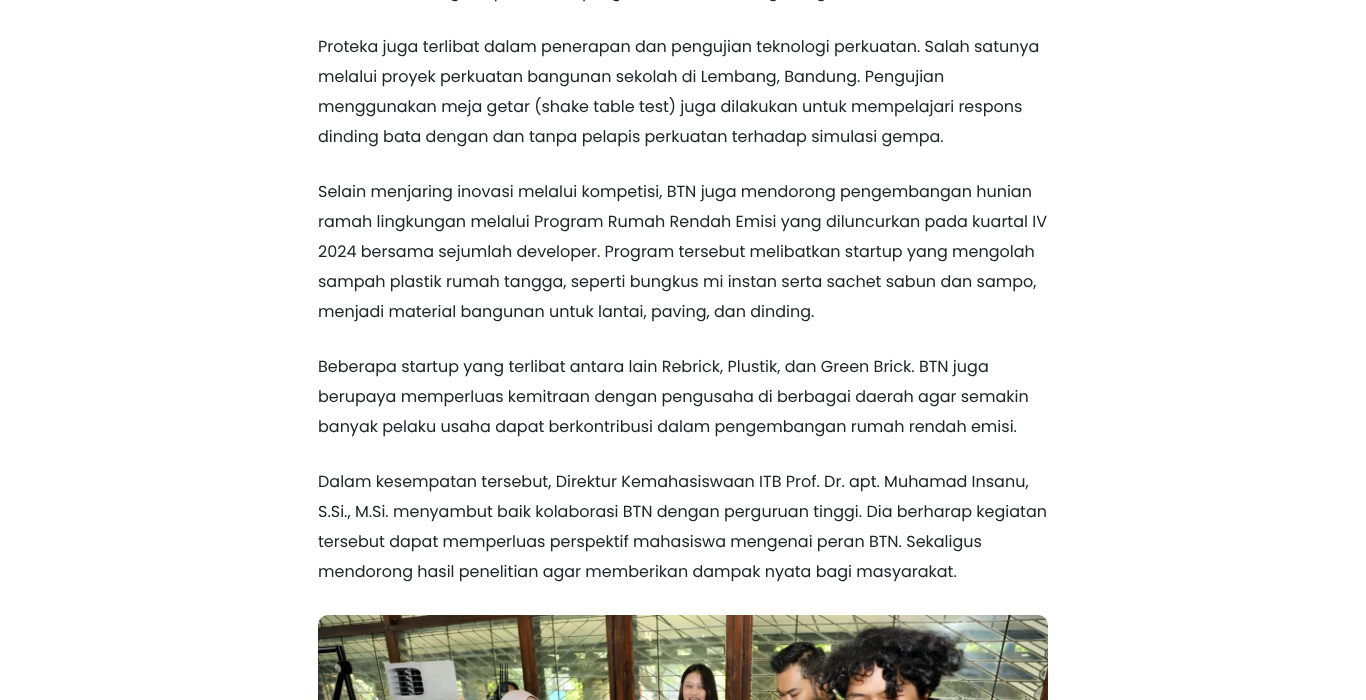 Proteka juga terlibat dalam penerapan dan pengujian teknologi perkuatan. Salah satunya
melalui proyek perkuatan bangunan sekolah di Lembang, Bandung. Pengujian
menggunakan meja getar (shake table test) juga dilakukan untuk mempelajari respons
dinding bata dengan dan tanpa pelapis perkuatan terhadap simulasi gempa.
Selain menjaring inovasi melalui kompetisi, BTN juga mendorong pengembangan hunian
ramah lingkungan melalui Program Rumah Rendah Emisi yang diluncurkan pada kuartal IV
2024 bersama sejumlah developer. Program tersebut melibatkan startup yang mengolah
sampah plastik rumah tangga, seperti bungkus mi instan serta sachet sabun dan sampo,
menjadi material bangunan untuk lantai, paving, dan dinding.
Beberapa startup yang terlibat antara lain Rebrick, Plustik, dan Green Brick. BTN juga
berupaya memperluas kemitraan dengan pengusaha di berbagai daerah agar semakin
banyak pelaku usaha dapat berkontribusi dalam pengembangan rumah rendah emisi.
Dalam kesempatan tersebut, Direktur Kemahasiswaan ITB Prof. Dr. apt. Muhamad Insanu,
S.Si., M.Si. menyambut baik kolaborasi BTN dengan perguruan tinggi. Dia berharap kegiatan
tersebut dapat memperluas perspektif mahasiswa mengenai peran BTN. Sekaligus
mendorong hasil penelitian agar memberikan dampak nyata bagi masyarakat.